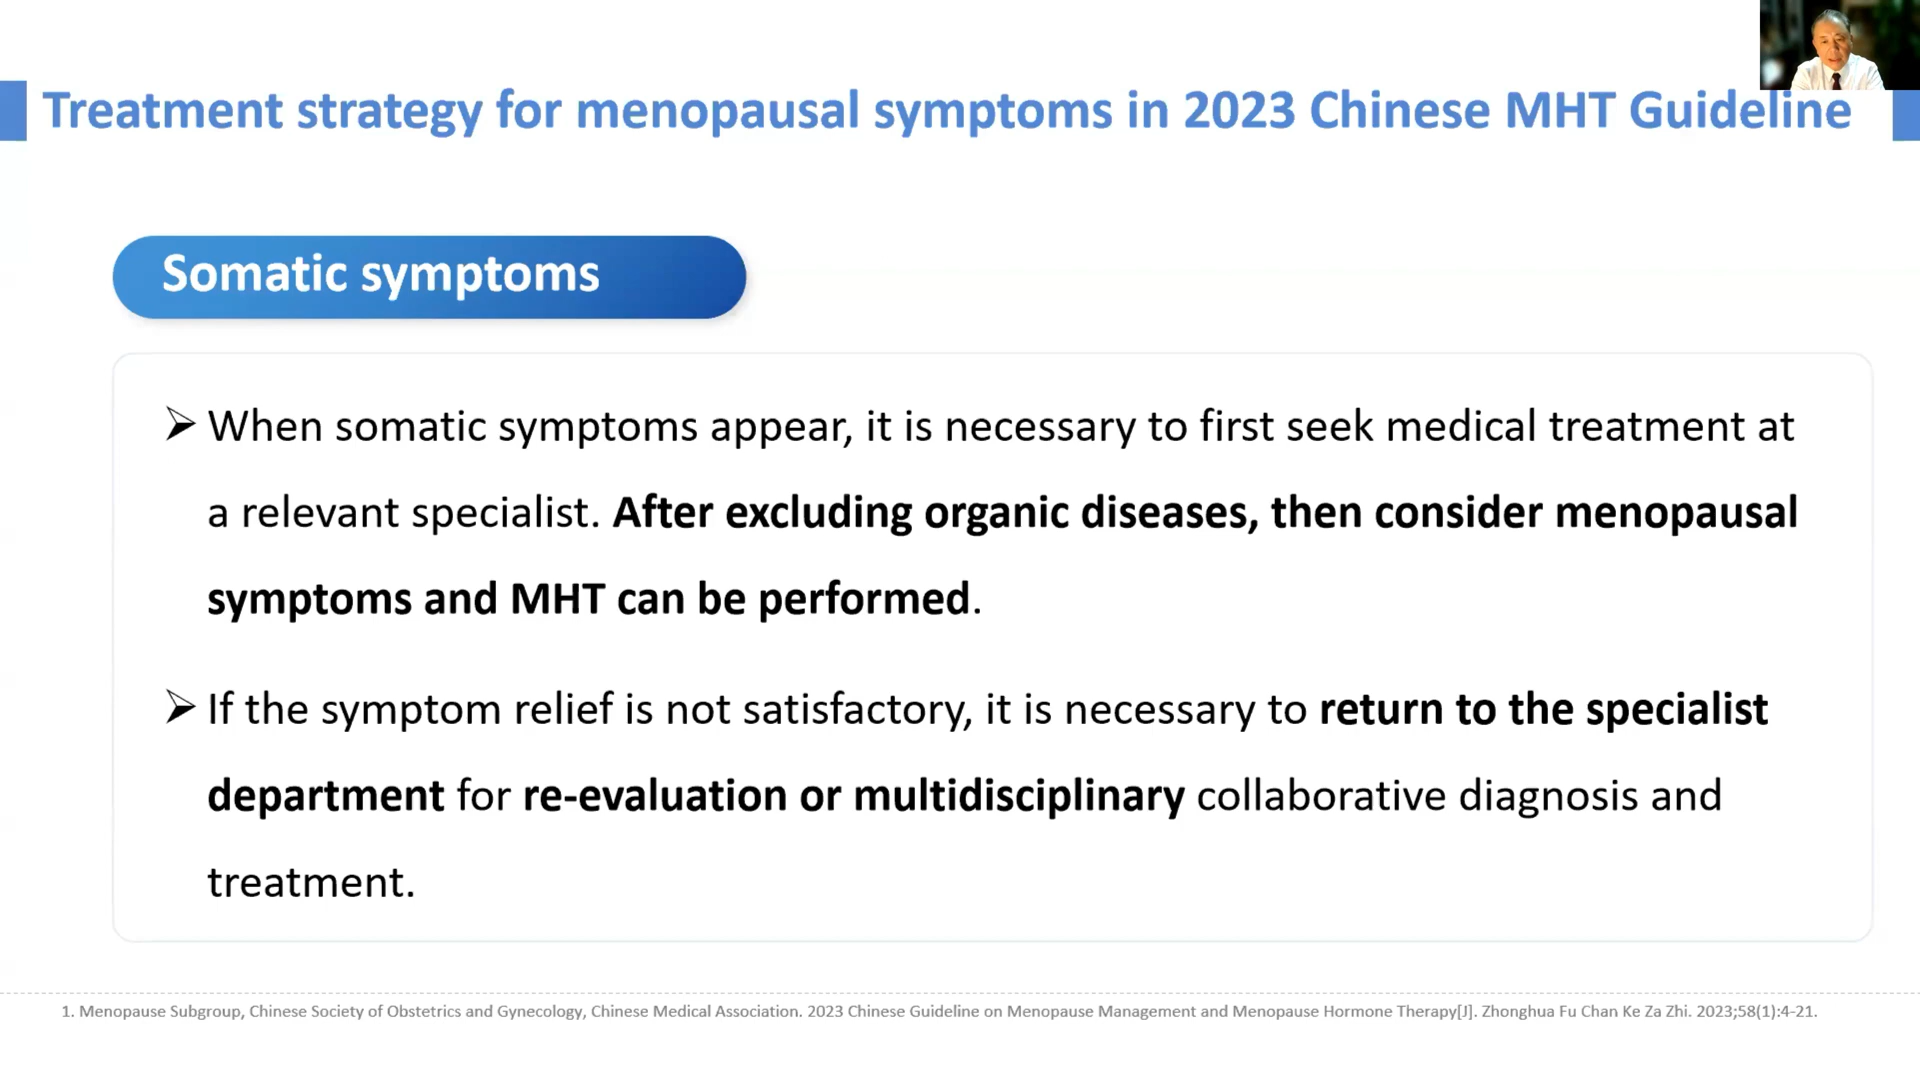 Treatment strategy for menopausal symptoms in 2023 Chinese MHT Guideline
Somatic symptoms
➢ When somatic symptoms appear, it is necessary to first seek medical treatment at
a relevant specialist. After excluding organic diseases, then consider menopausal
symptoms and MHT can be performed.
➢ If the symptom relief is not satisfactory, it is necessary to return to the specialist
department for re-evaluation or multidisciplinary collaborative diagnosis and
treatment.
1. Menopause Subgroup, Chinese Society of Obstetrics and Gynecology, Chinese Medical Association. 2023 Chinese Guideline on Menopause Management and Menopause Hormone Therapy[J]. Zhonghua Fu Chan Ke Za Zhi. 2023;58(1):4-21.